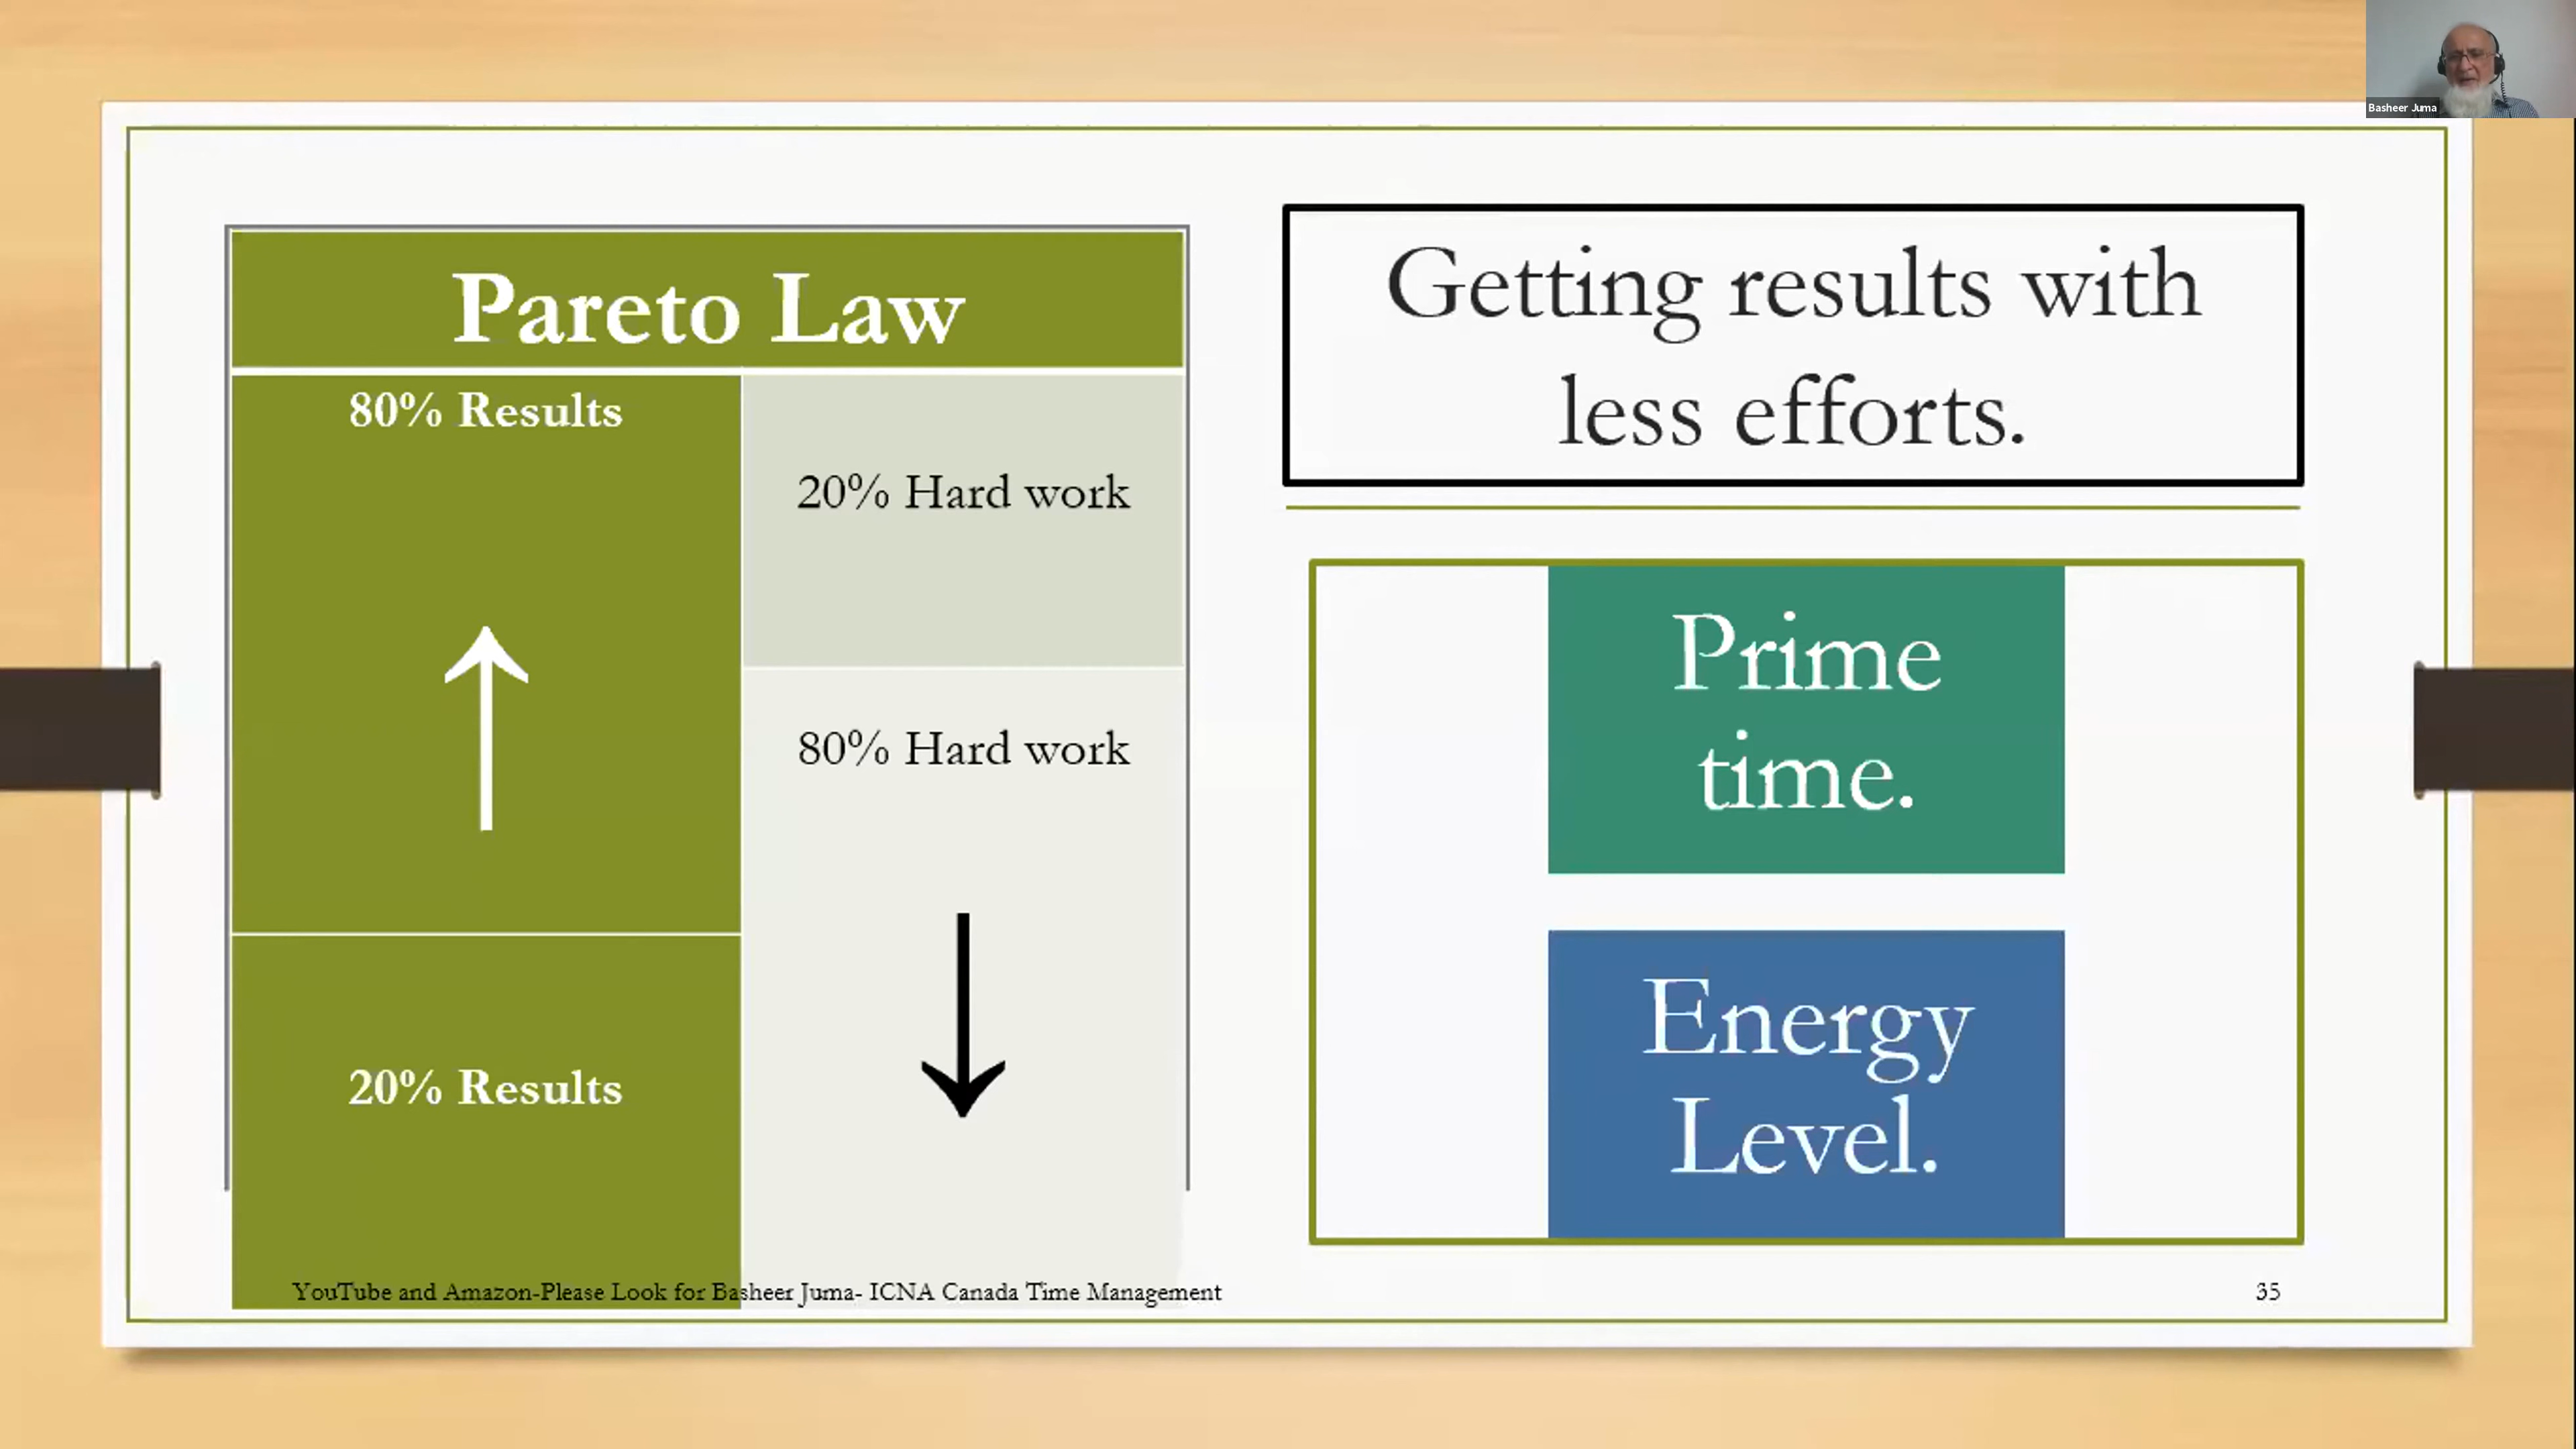 Basheer Juma
Pareto Law
80% Results
20% Hard work
80% Hard work
20% Results
Getting results with
less efforts.
Prime
time.
Energy
Level.
YouTube and Amazon-Please Look for Basheer Juma- ICNA Canada Time Management
35